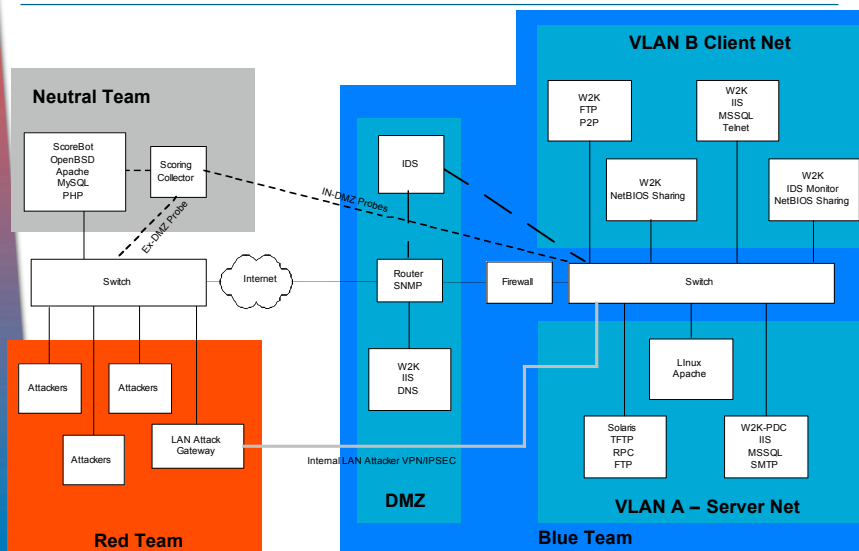 VLAN B Client Net
Neutral Team
W2K
FTP
P2P
W2K
IIS
MSSQL
Telnet
ScoreBot
OpenBSD
Apache
MySQL
PHP
Scoring
Collector
IDS
W2K
NetBIOS Sharing
W2K
IDS Monitor
NetBIOS Sharing
IN-DMZ Probes
Ex-DMZ Probe
Switch
Internet
Router
SNMP
Firewall
Switch
W2K
IIS
DNS
LInux
Apache
Attackers
Attackers
Attackers
LAN Attack
Gateway
Solaris
TFTP
RPC
FTP
W2K-PDC
IIS
MSSQL
SMTP
Internal LAN Attacker VPN/IPSEC
DMZ
VLAN A – Server Net
Red Team
Blue Team